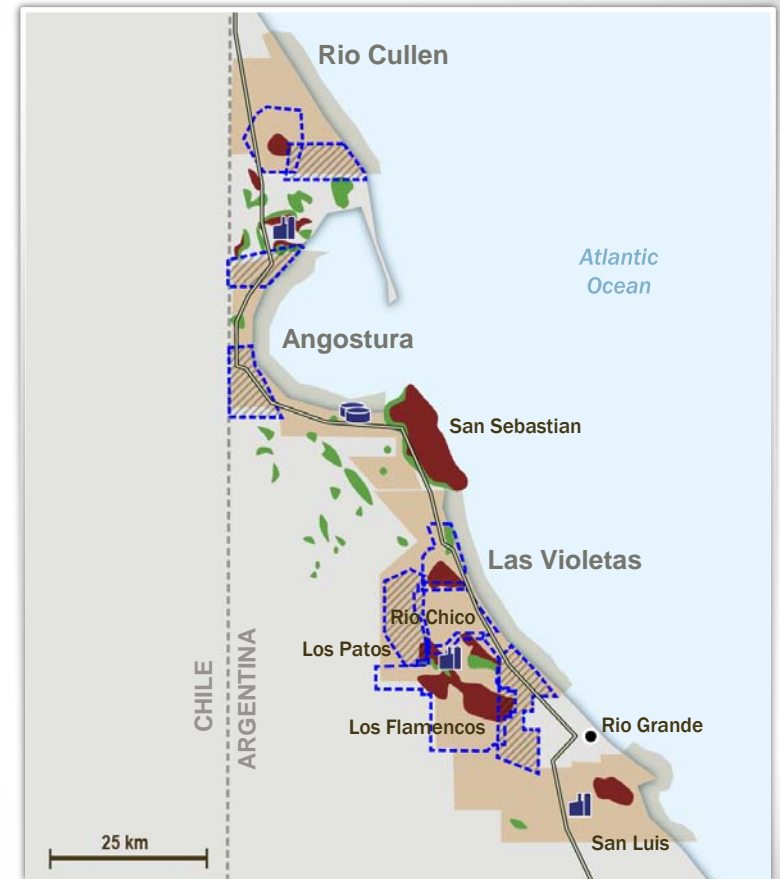 Rio Cullen
Atlantic
Ocean
Angostura
San Sebastian
Las Violetas
Rio Chico
Los Patos
CHILE
ARGENTINA
Los Flamencos
Rio Grande
25 km
San Luis